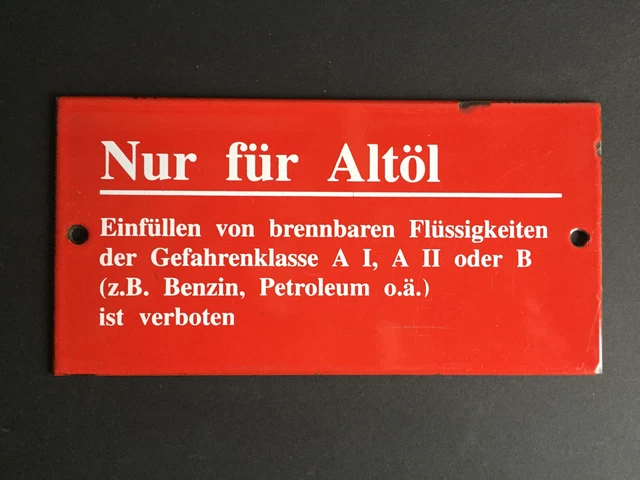 Nur für Altöl
Einfüllen von brennbaren Flüssigkeiten
der Gefahrenklasse A I, A II oder B
(z.B. Benzin, Petroleum o.ä.)
ist verboten